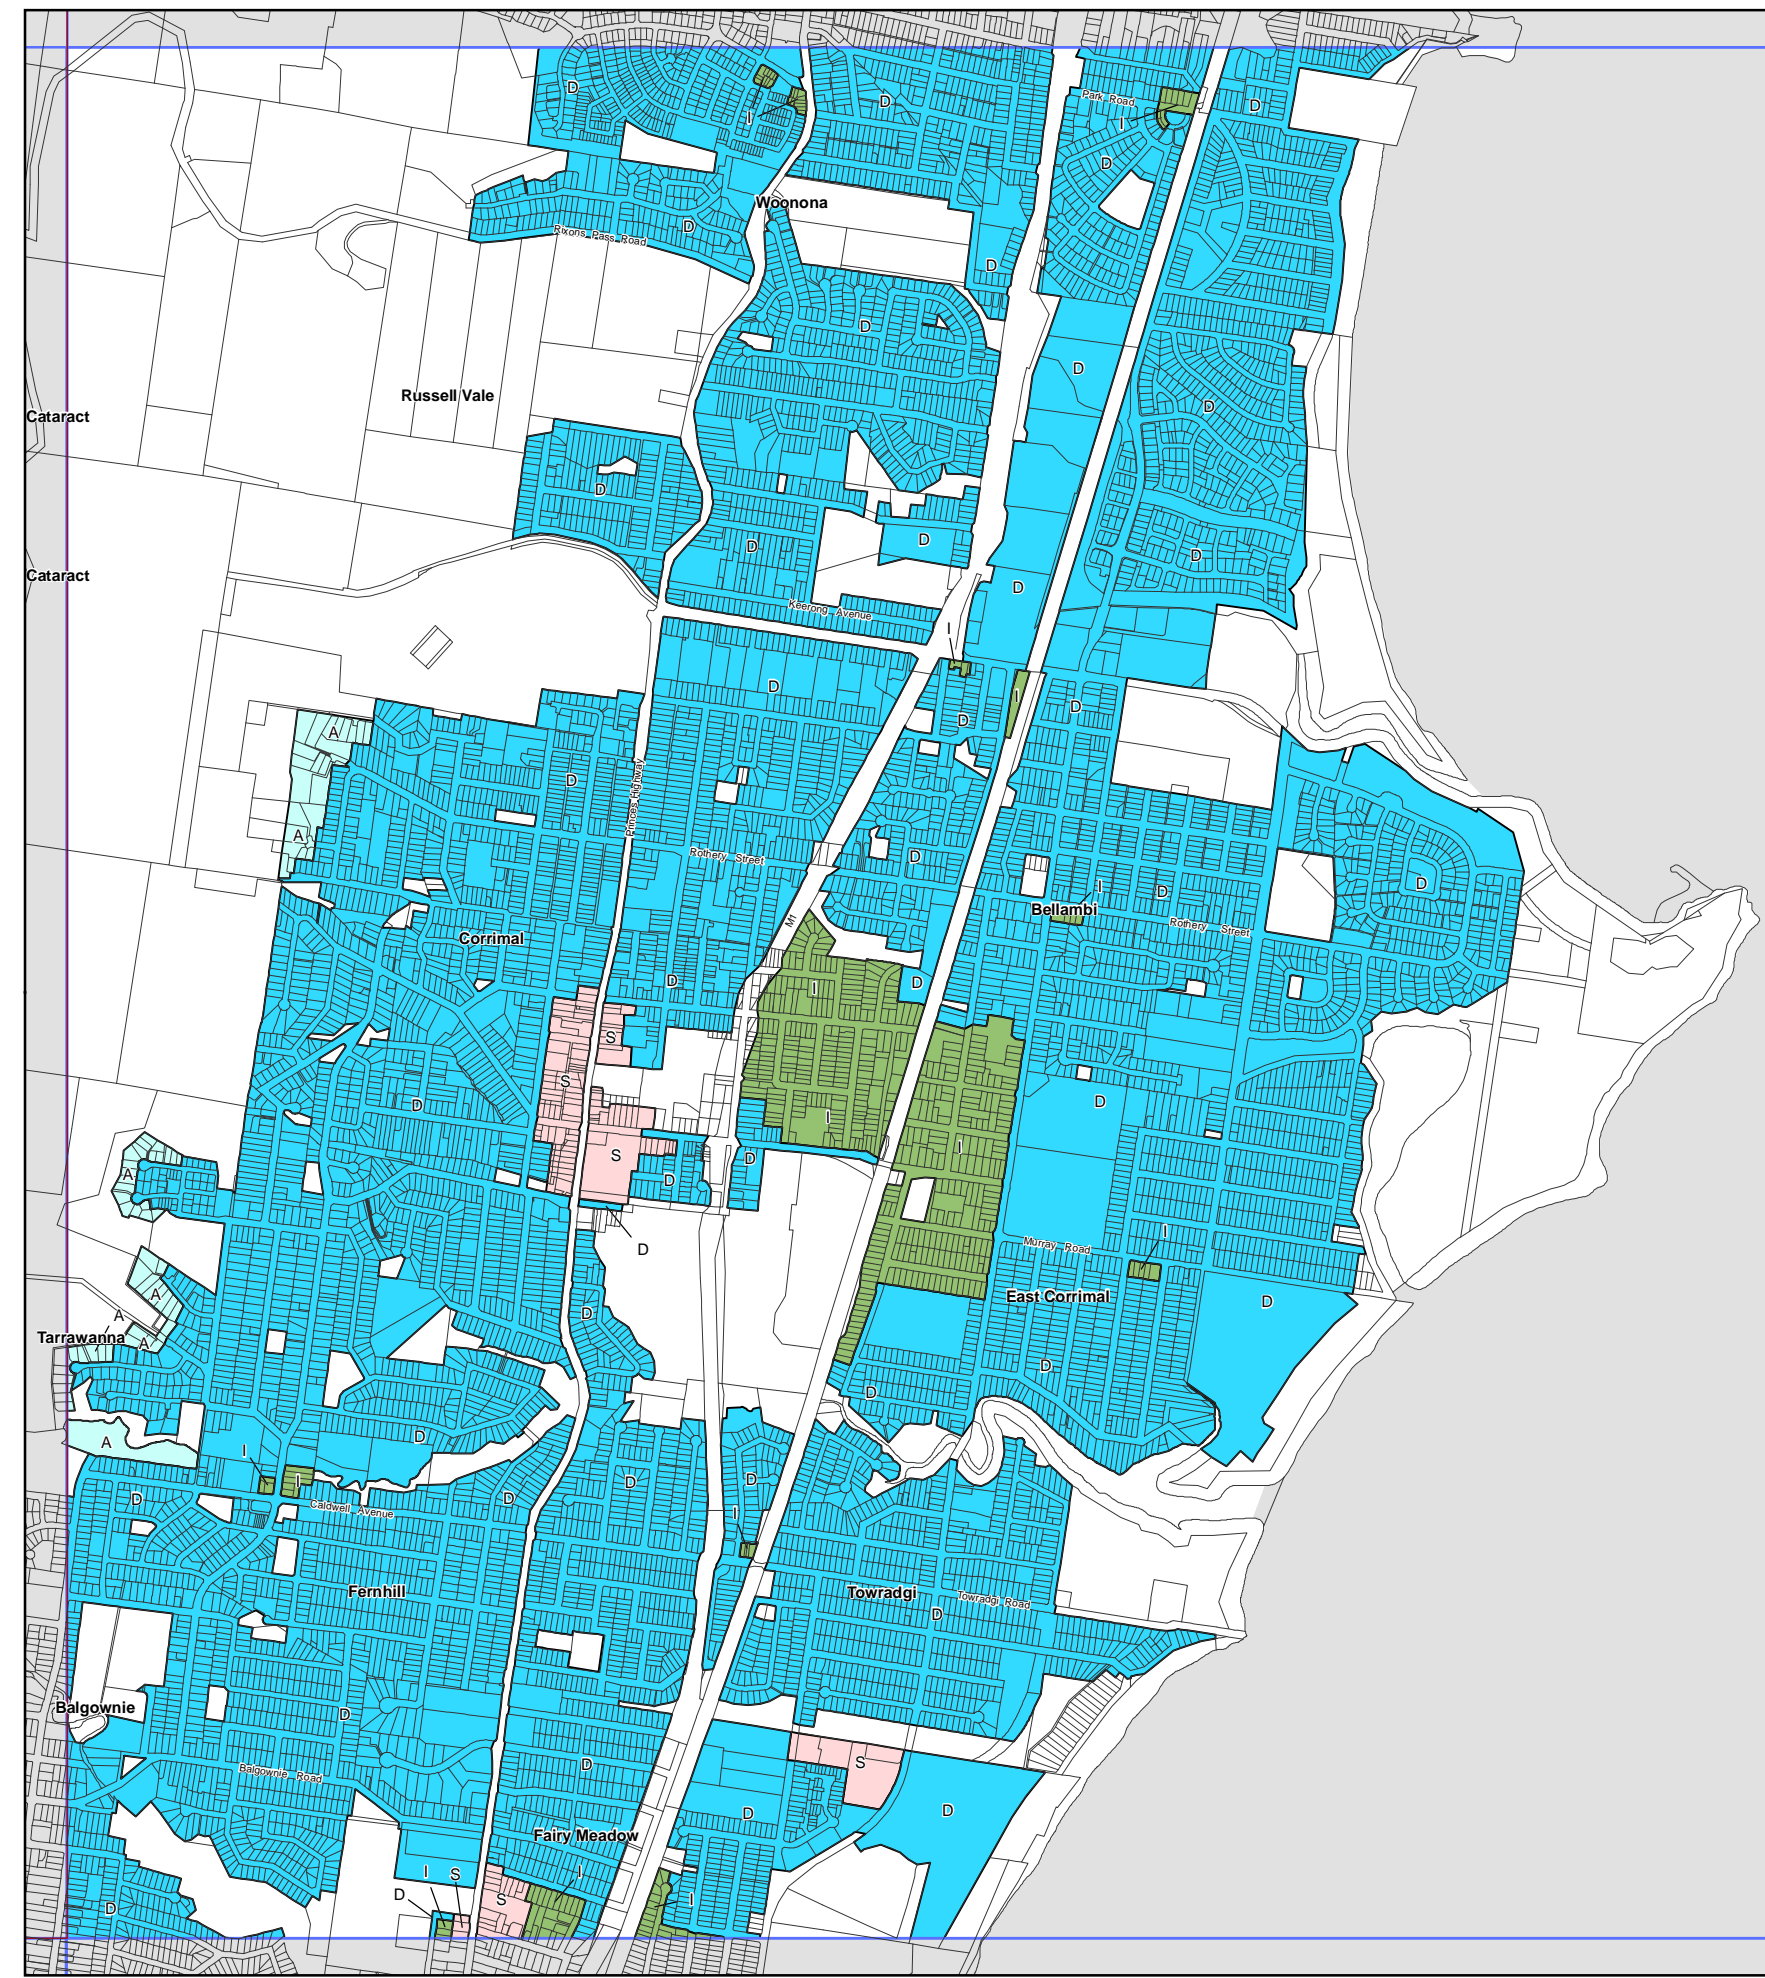 D
D
Park Road
D
I
I
D
Woonona
D
Rixons Pass Road
D
D
D
Russell Vale
D
Cataract
D
D
D
D
D
Cataract
D
Keerong Avenue
I
D
I
D
D
A
D
Princes Highway
A
Rothery Street
D
D
I
D
Bellambi
M1
Rothery Street
Corrimal
D
D
I
S
S
D
D
I
I
S
D
A
D
D
I
Murray Road
D
A
East Corrimal
D
A
D
Tarrawanna
A
D
D
A
D
I
I
D
D
D
D
Caldwell Avenue
I
Fernhill
Towradgi
Towradgi Road
D
Balgownie
D
D
S
Balgownie Road
D
D
Fairy Meadow
I
S
I
D
S
I
D